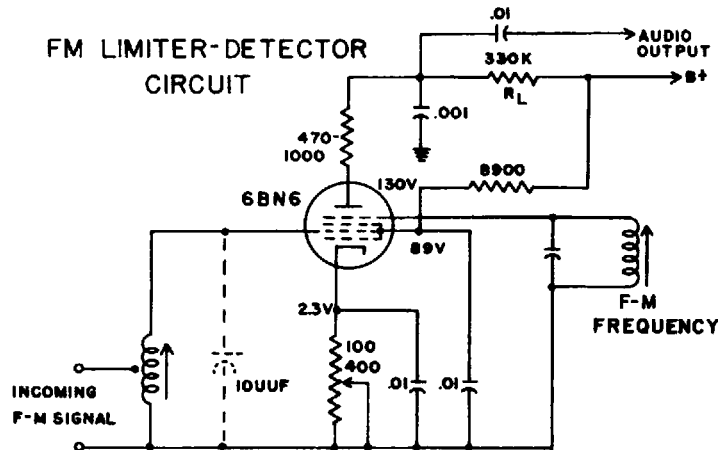 FM LIMITER-DETECTOR
CIRCUIT
.01
AUDIO
OUTPUT
330K
RL
B+
.001
470-
1000
8900
130V
6BN6
89V
2.3V
F-M
FREQUENCY
100
400
.01
.01
10UUF
INCOMING
F-M SIGNAL